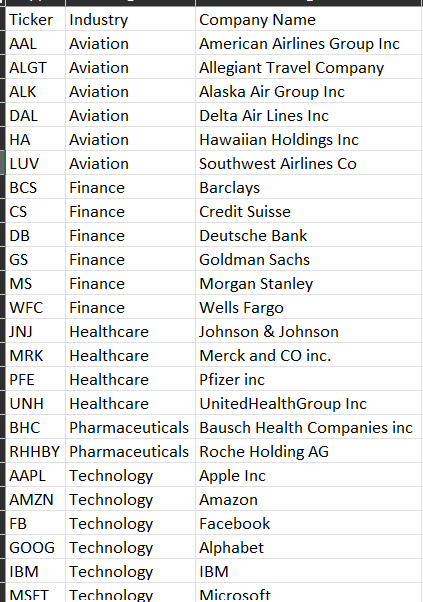 Ticker Industry Company Name
AAL Aviation American Airlines Group Inc
ALGT Aviation Allegiant Travel Company
ALK Aviation Alaska Air Group Inc
DAL Aviation Delta Air Lines Inc
HA Aviation Hawaiian Holdings Inc
LUV Aviation Southwest Airlines Co
BCS Finance Barclays
CS Finance Credit Suisse
DB Finance Deutsche Bank
GS Finance Goldman Sachs
MS Finance Morgan Stanley
WFC Finance Wells Fargo
JNJ Healthcare Johnson & Johnson
MRK Healthcare Merck and CO inc.
PFE Healthcare Pfizer inc
UNH Healthcare UnitedHealthGroup Inc
BHC Pharmaceuticals Bausch Health Companies inc
RHHBY Pharmaceuticals Roche Holding AG
AAPL Technology Apple Inc
AMZN Technology Amazon
FB Technology Facebook
GOOG Technology Alphabet
IBM Technology IBM
MSFT Technology Microsoft